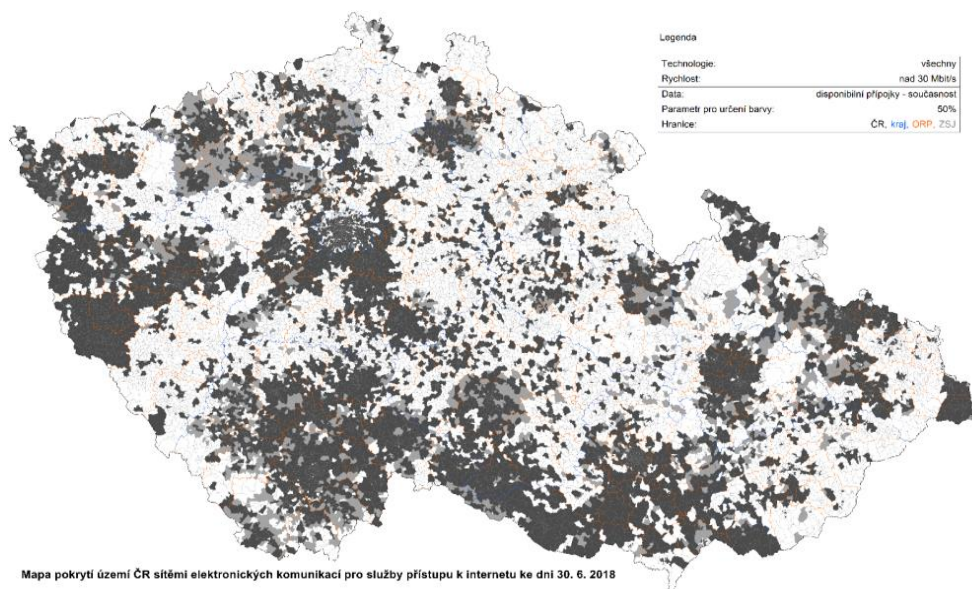 Legenda
Technologie: všechny
Rychlost: nad 30 Mbit/s
Data: disponibilní přípojky - současnost
Parametr pro určení barvy: 50%
Hranice: ČR, kraj, ORP, ZSJ
Mapa pokrytí území ČR sítěmi elektronických komunikací pro služby přístupu k internetu ke dni 30. 6. 2018